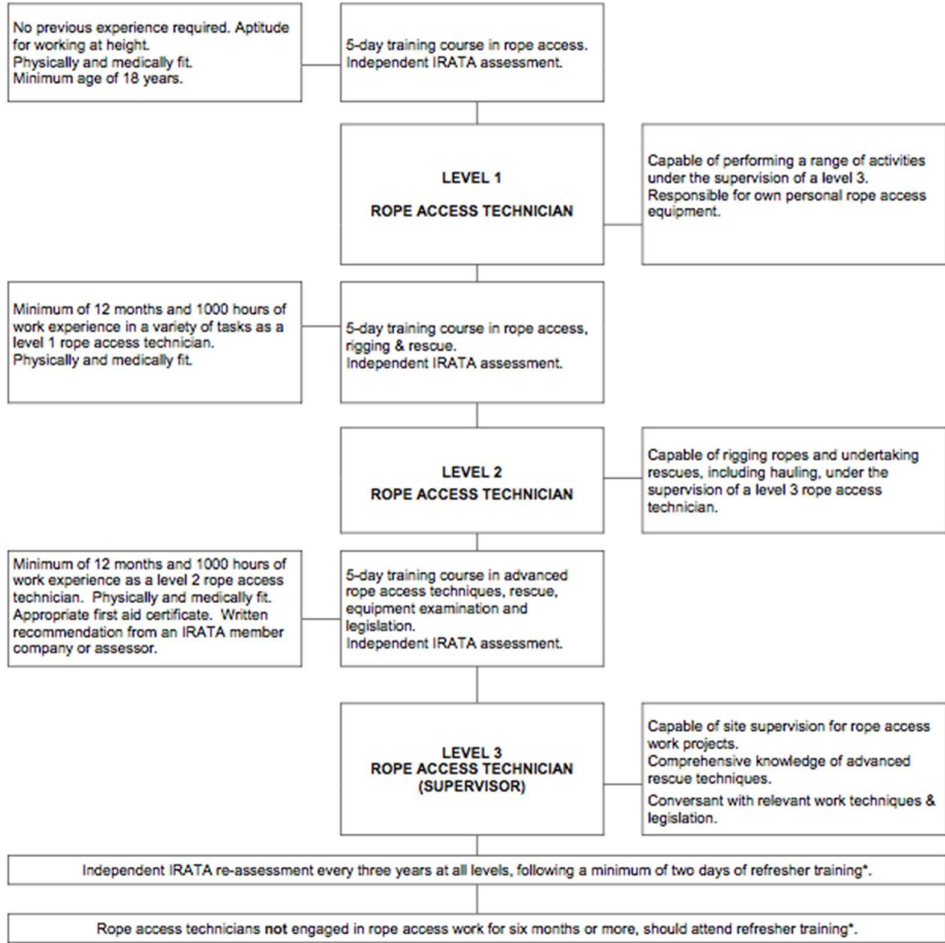 No previous experience required. Aptitude
for working at height.
Physically and medically fit.
Minimum age of 18 years.
5-day training course in rope access.
Independent IRATA assessment.
LEVEL 1
ROPE ACCESS TECHNICIAN
Capable of performing a range of activities
under the supervision of a level 3.
Responsible for own personal rope access
equipment.
Minimum of 12 months and 1000 hours of
work experience in a variety of tasks as a
level 1 rope access technician.
Physically and medically fit.
5-day training course in rope access,
rigging & rescue.
Independent IRATA assessment.
LEVEL 2
ROPE ACCESS TECHNICIAN
Capable of rigging ropes and undertaking
rescues, including hauling, under the
supervision of a level 3 rope access
technician.
Minimum of 12 months and 1000 hours of
work experience as a level 2 rope access
technician. Physically and medically fit.
Appropriate first aid certificate. Written
recommendation from an IRATA member
company or assessor.
5-day training course in advanced
rope access techniques, rescue,
equipment examination and
legislation.
Independent IRATA assessment.
LEVEL 3
ROPE ACCESS TECHNICIAN
(SUPERVISOR)
Capable of site supervision for rope access
work projects.
Comprehensive knowledge of advanced
rescue techniques.
Conversant with relevant work techniques &
legislation.
Independent IRATA re-assessment every three years at all levels, following a minimum of two days of refresher training*.
Rope access technicians not engaged in rope access work for six months or more, should attend refresher training*.